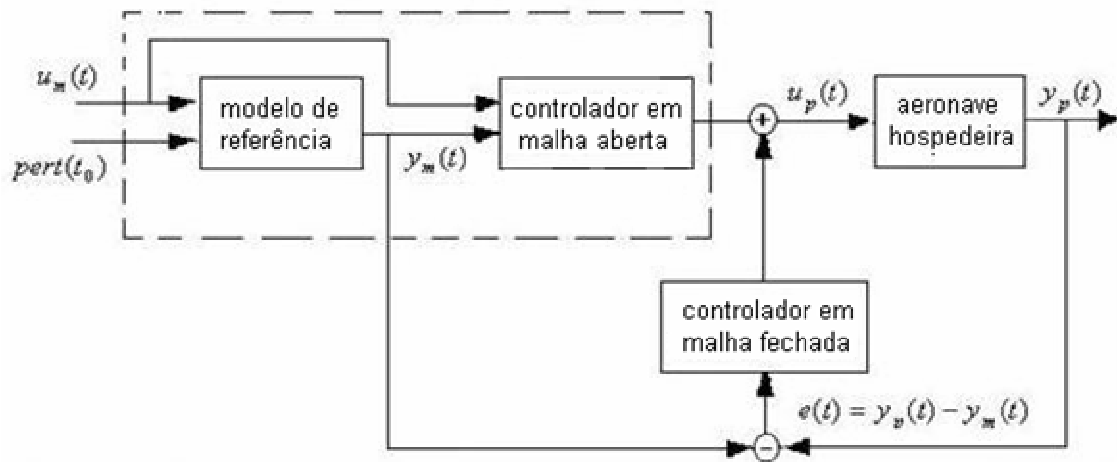 u_m(t)
pert(t_0)
modelo de
referência
y_m(t)
controlador em
malha aberta
+
u_p(t)
aeronave
hospedeira
y_p(t)
controlador em
malha fechada
e(t) = y_p(t) - y_m(t)
-